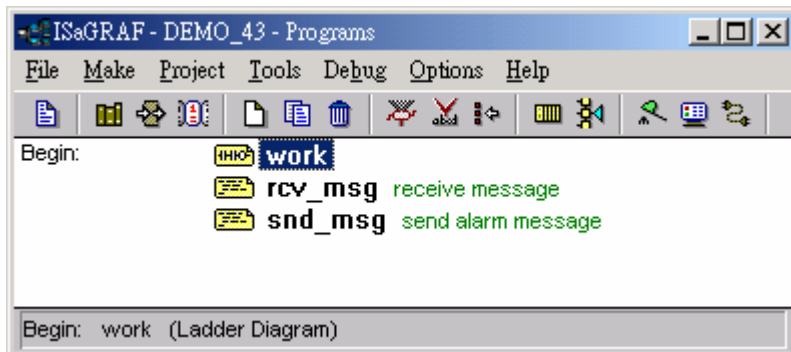 ISaGRAF - DEMO_43 - Programs
File Make Project Tools Debug Options Help
Begin: work
rcv_msg receive message
snd_msg send alarm message
Begin: work (Ladder Diagram)